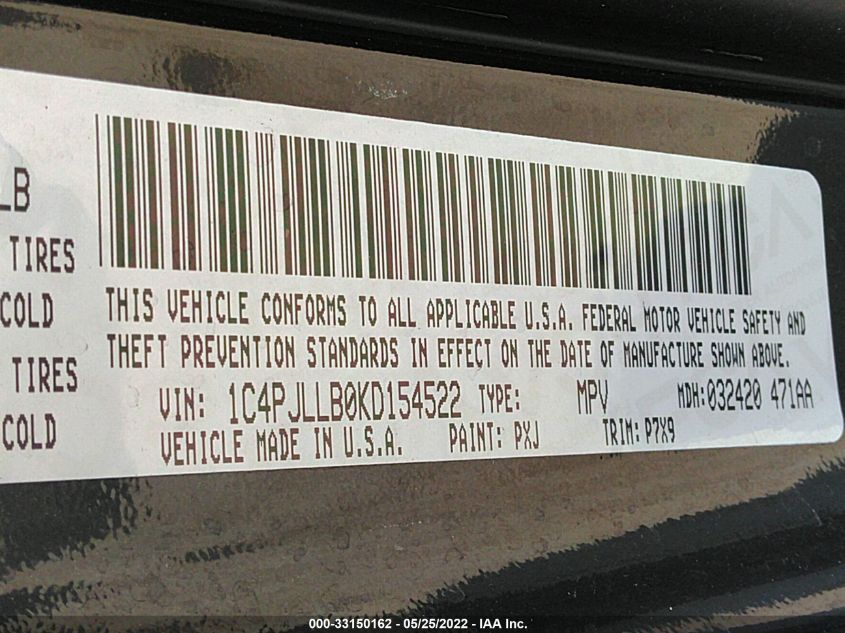 LB
TIRES
COLD
TIRES
COLD
THIS VEHICLE CONFORMS TO ALL APPLICABLE U.S.A. FEDERAL MOTOR VEHICLE SAFETY AND
THEFT PREVENTION STANDARDS IN EFFECT ON THE DATE OF MANUFACTURE SHOWN ABOVE.
VIN: 1C4PJLLB0KD154522 TYPE: MPV MDH:032420 471AA
VEHICLE MADE IN U.S.A. PAINT: PXJ TRIM: P7X9
000-33150162 - 05/25/2022 - IAA Inc.